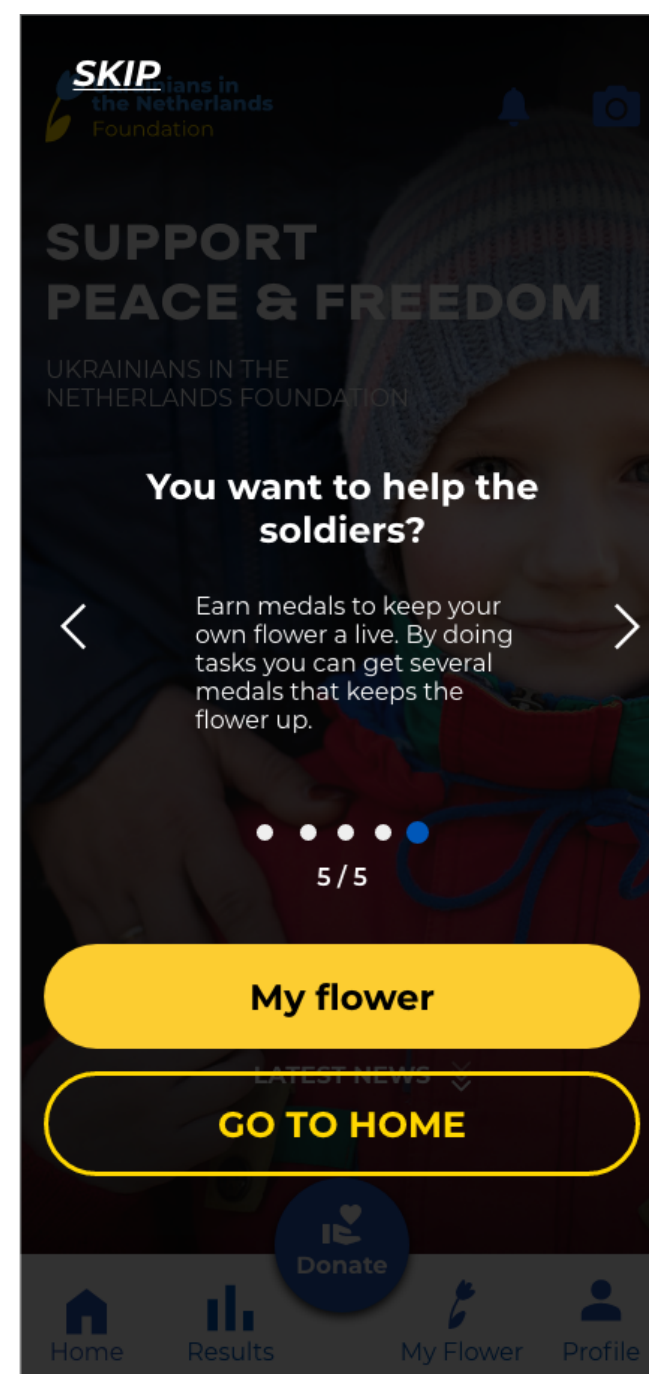 SKIP
ians in
the Netherlands
Foundation
SUPPORT
PEACE & FREEDOM
UKRAINIANS IN THE
NETHERLANDS FOUNDATION
You want to help the
soldiers?
Earn medals to keep your
own flower a live. By doing
tasks you can get several
medals that keeps the
flower up.
5 / 5
My flower
LATEST NEWS
GO TO HOME
Donate
Home Results My Flower Profile